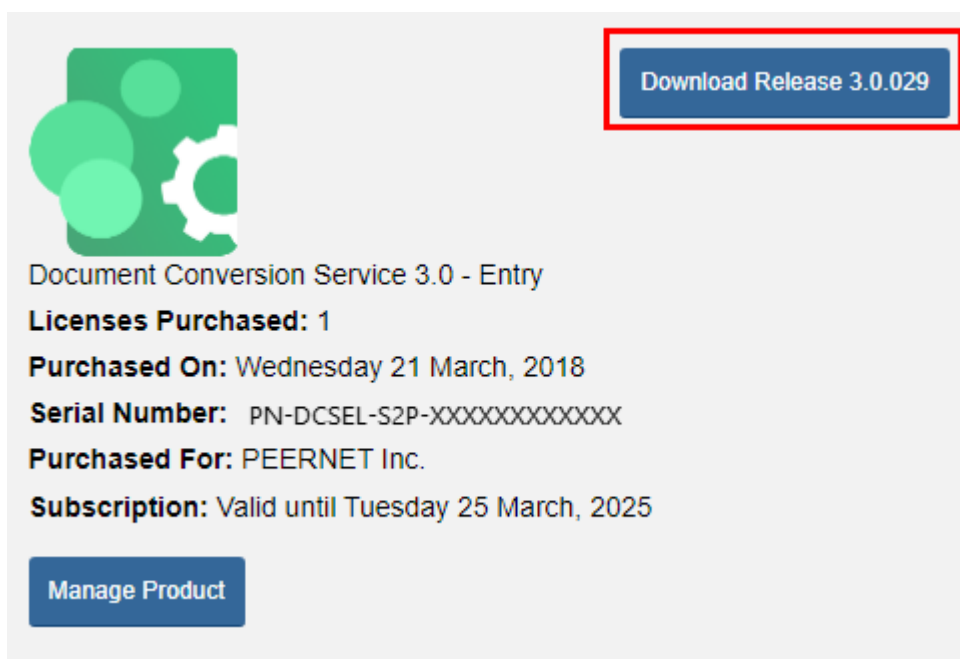 Download Release 3.0.029
Document Conversion Service 3.0 - Entry
Licenses Purchased: 1
Purchased On: Wednesday 21 March, 2018
Serial Number: PN-DCSEL-S2P-XXXXXXXXXXXX
Purchased For: PEERNET Inc.
Subscription: Valid until Tuesday 25 March, 2025
Manage Product